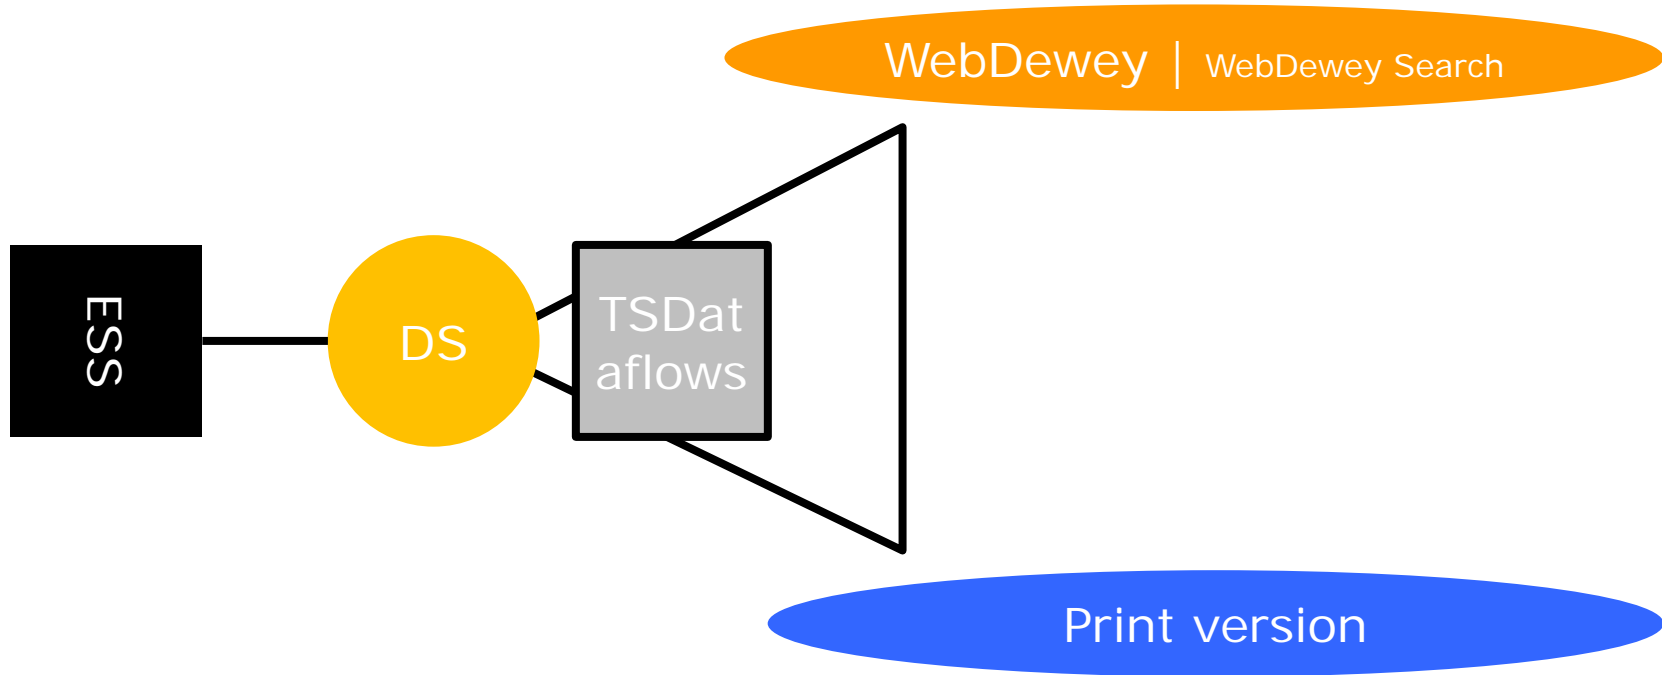 WebDewey | WebDewey Search
ESS
DS
TSDat
aflows
Print version